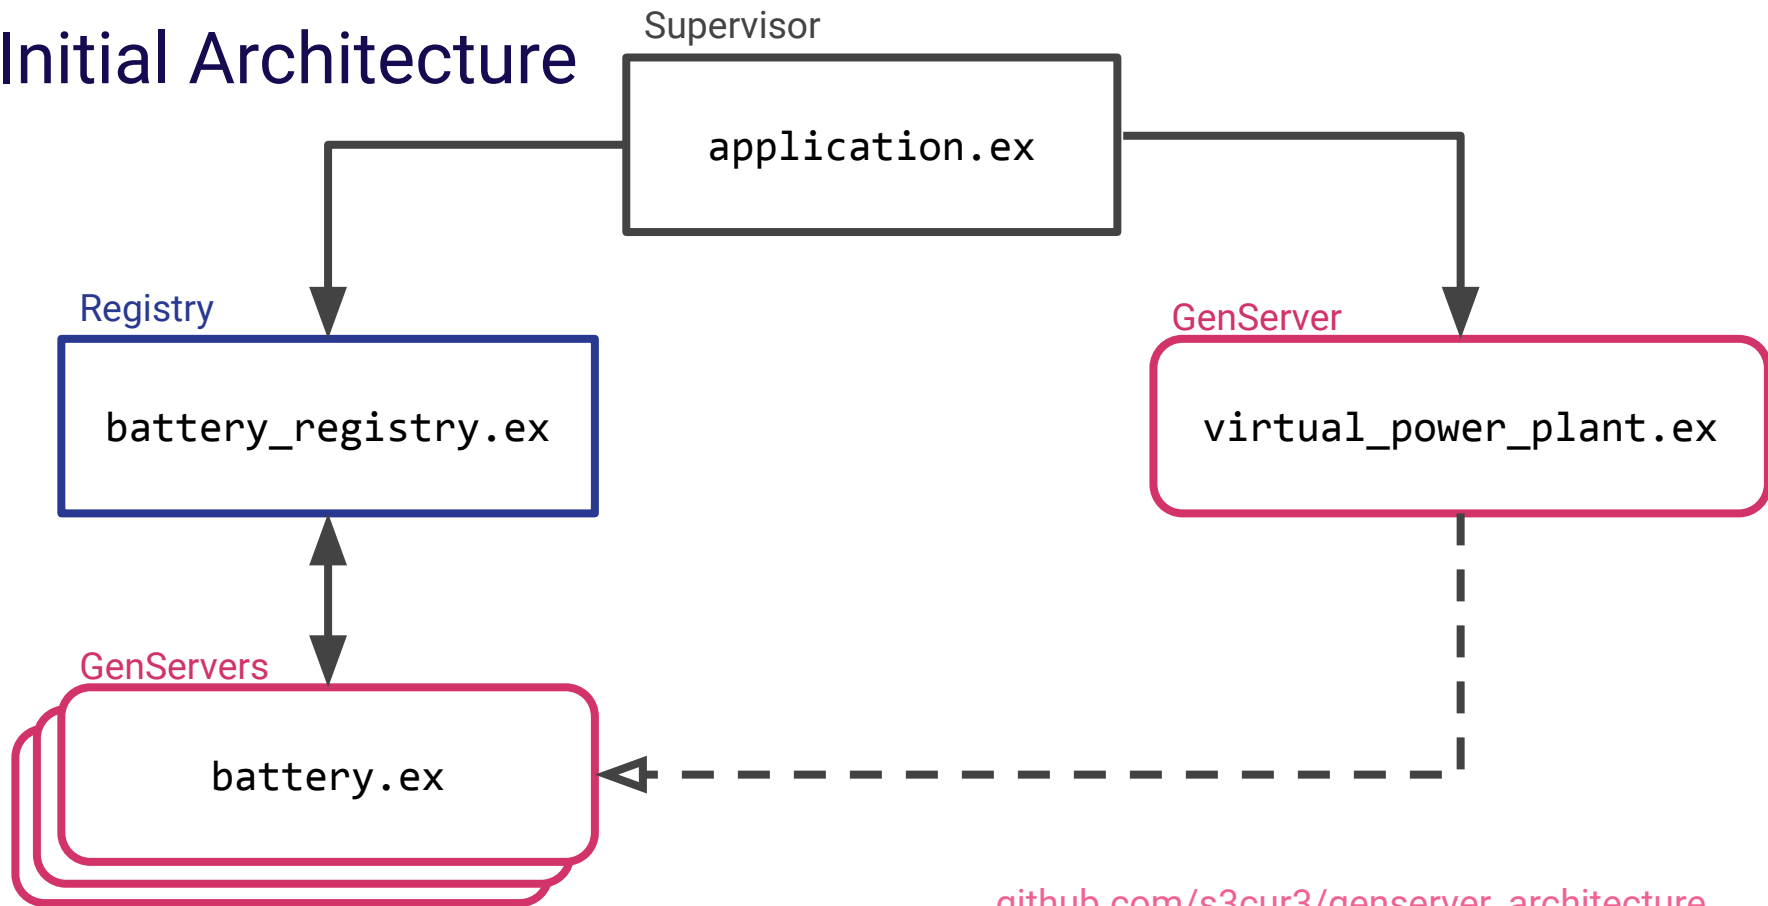 Initial Architecture
Supervisor
application.ex
Registry
battery_registry.ex
GenServer
virtual_power_plant.ex
GenServers
battery.ex
github.com/s3cur3/genserver_architecture